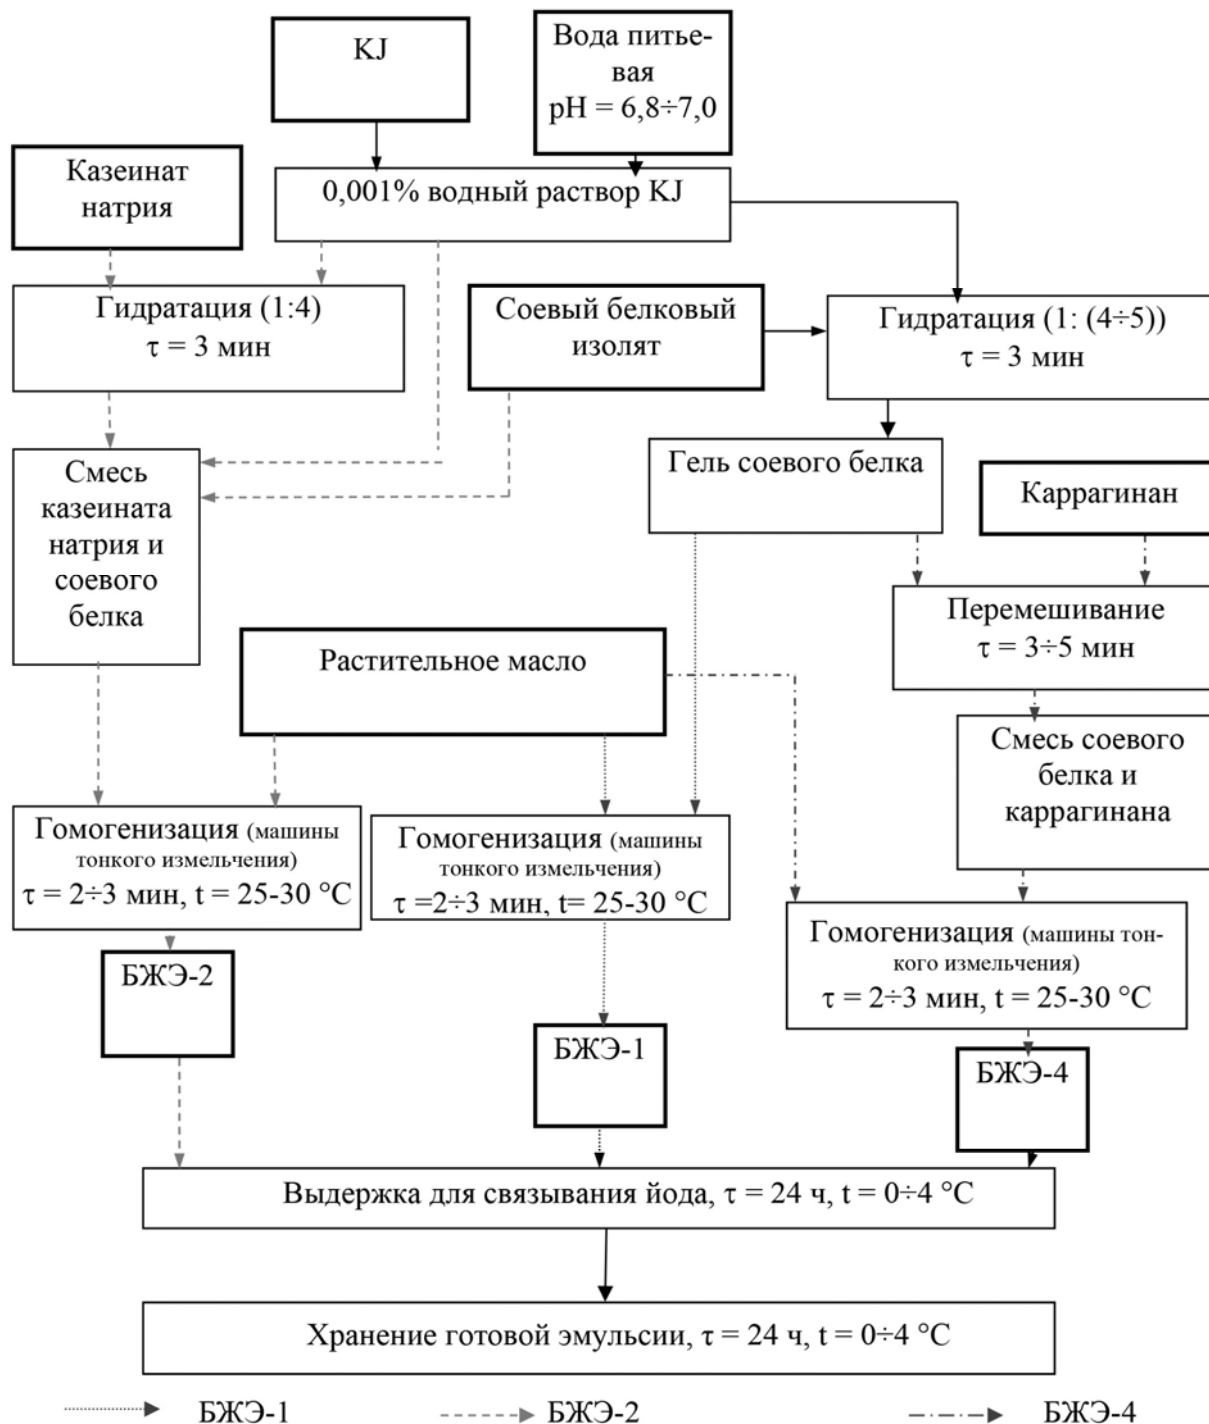 KJ
Вода питье-
вая
pH = 6,8÷7,0
Казеинат
натрия
0,001% водный раствор KJ
Гидратация (1:4)
τ = 3 мин
Соевый белковый
изолят
Гидратация (1: (4÷5))
τ = 3 мин
Смесь
казеината
натрия и
соевого
белка
Гель соевого белка
Каррагинан
Перемешивание
τ = 3÷5 мин
Растительное масло
Смесь соевого
белка и
каррагинана
Гомогенизация (машины
тонкого измельчения)
τ = 2÷3 мин, t = 25-30 °C
Гомогенизация (машины
тонкого измельчения)
τ =2÷3 мин, t= 25-30 °C
Гомогенизация (машины тон-
кого измельчения)
τ = 2÷3 мин, t = 25-30 °C
БЖЭ-2
БЖЭ-1
БЖЭ-4
Выдержка для связывания йода, τ = 24 ч, t = 0÷4 °C
Хранение готовой эмульсии, τ = 24 ч, t = 0÷4 °C
БЖЭ-1
БЖЭ-2
БЖЭ-4